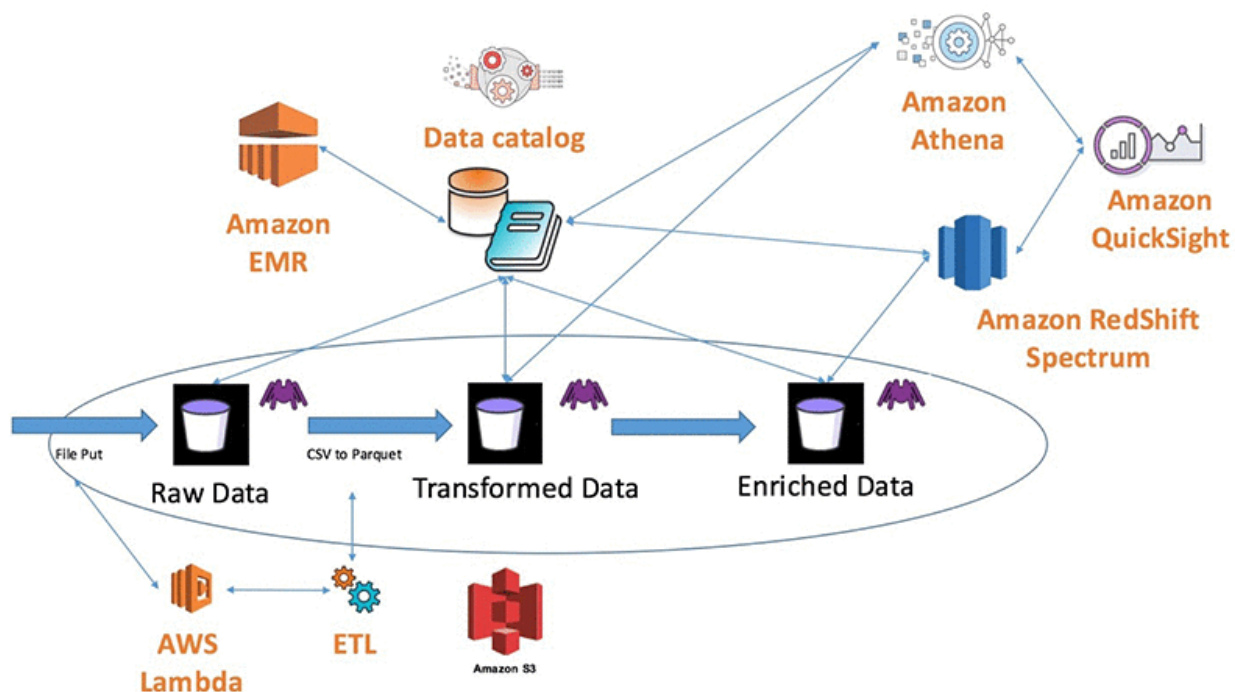 Data catalog
Amazon
EMR
Amazon
Athena
Amazon
QuickSight
Amazon RedShift
Spectrum
File Put
CSV to Parquet
Raw Data
Transformed Data
Enriched Data
AWS
Lambda
ETL
Amazon S3